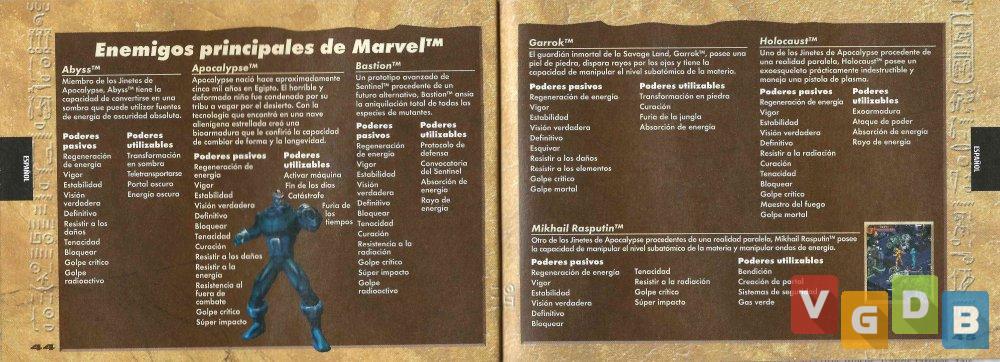 Enemigos principales de Marvel™
Abyss™
Miembro de los Jinetes de
Apocalypse, Abyss™ tiene la
capacidad de convertirse en una
sombra que puede utilizar fuentes
de energía de oscuridad absoluta.
Poderes
pasivos
Regeneración
de energía
Vigor
Estabilidad
Visión
verdadera
Definitivo
Resistir a los
daños
Tenacidad
Bloquear
Golpe crítico
Golpe
radioactivo
Poderes
utilizables
Transformación
en sombra
Teletransportarse
Portal oscuro
Energía oscura
Apocalypse™
Apocalypse nació hace aproximadamente
cinco mil años en Egipto. El horrible y
deformado niño fue condenado por su
tribu a vagar por el desierto. Con la
tecnología que encontró en una nave
alienígena estrellada creó una
bioarmadura que le confirió la capacidad
de cambiar de forma y la longevidad.
Poderes pasivos
Regeneración de
energía
Vigor
Estabilidad
Visión verdadera
Definitivo
Bloquear
Tenacidad
Curación
Resistir a los daños
Resistir a la
energía
Resistencia al
fuera de
combate
Golpe crítico
Súper impacto
Poderes
utilizables
Activar máquina
Fin de los días
Catástrofe
Furia de
los
tiempos
Bastion™
Un prototipo avanzado de
Sentinel™ procedente de un
futuro alternativo, Bastion™ ansía
la aniquilación total de todas las
especies de mutantes.
Poderes pasivos
Regeneración
de energía
Vigor
Estabilidad
Visión
verdadera
Definitivo
Bloquear
Tenacidad
Curación
Resistencia a la
radiación
Golpe crítico
Súper impacto
Golpe
radioactivo
Poderes
utilizables
Protocolo de
defensa
Convocatoria
del Sentinel
Absorción de
energía
Rayo de
energía
ESPAÑOL
44
Garrok™
El guardián inmortal de la Savage Land, Garrok™, posee una
piel de piedra, dispara rayos por los ojos y tiene la
capacidad de manipular el nivel subatómico de la materia.
Poderes pasivos
Regeneración de energía
Vigor
Estabilidad
Visión verdadera
Definitivo
Esquivar
Resistir a los daños
Resistir a los elementos
Golpe crítico
Golpe mortal
Poderes utilizables
Transformación en piedra
Curación
Furia de la jungla
Absorción de energía
Holocaust™
Uno de los Jinetes de Apocalypse procedente de
una realidad paralela, Holocaust™ posee un
exoesqueleto prácticamente indestructible y
maneja una pistola de plasma.
Poderes pasivos
Regeneración de energía
Vigor
Estabilidad
Visión verdadera
Definitivo
Resistir a la radiación
Curación
Tenacidad
Bloquear
Golpe crítico
Maestro del fuego
Golpe mortal
Poderes
utilizables
Exoarmadura
Ataque de poder
Absorción de energía
Rayo de energía
Mikhail Rasputin™
Otro de los Jinetes de Apocalypse procedentes de una realidad paralela, Mikhail Rasputin™ posee
la capacidad de manipular el nivel subatómico de la materia y manipular ondas de energía.
Poderes pasivos
Regeneración de energía
Vigor
Estabilidad
Visión verdadera
Definitivo
Bloquear
Tenacidad
Resistir a la radiación
Golpe crítico
Súper impacto
Poderes utilizables
Bendición
Creación de portal
Sistemas de seguridad
Gas verde
ESPAÑOL
VGDB